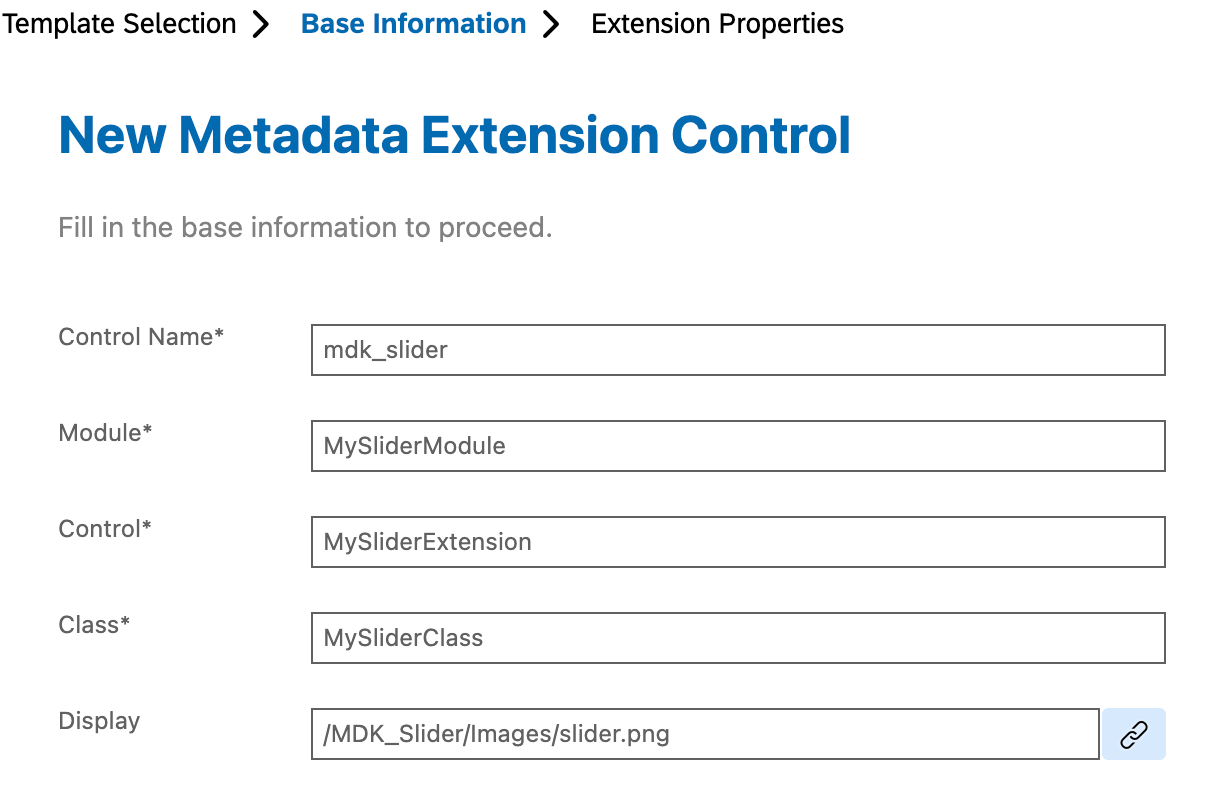 Template Selection > Base Information > Extension Properties
New Metadata Extension Control
Fill in the base information to proceed.
Control Name* mdk_slider
Module* MySliderModule
Control* MySliderExtension
Class* MySliderClass
Display /MDK_Slider/Images/slider.png